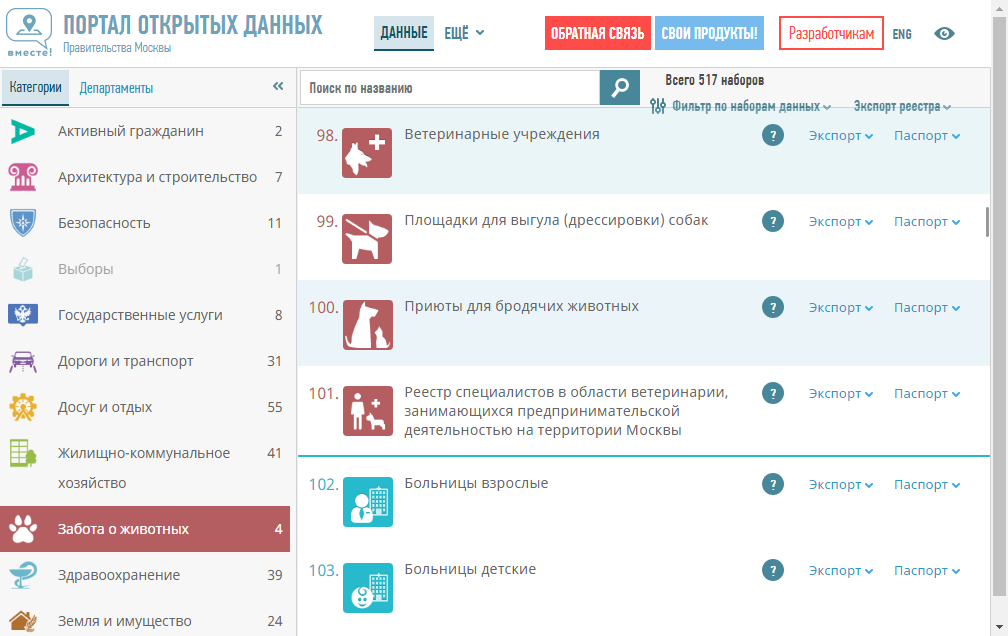 вместе!
ПОРТАЛ ОТКРЫТЫХ ДАННЫХ
Правительства Москвы
ДАННЫЕ
ЕЩЁ
ОБРАТНАЯ СВЯЗЬ
СВОИ ПРОДУКТЫ!
Разработчикам
ENG
Категории
Департаменты
«
Поиск по названию
Всего 517 наборов
Фильтр по наборам данных
Экспорт реестра
Активный гражданин 2
Архитектура и строительство 7
Безопасность 11
Выборы 1
Государственные услуги 8
Дороги и транспорт 31
Досуг и отдых 55
Жилищно-коммунальное 41
хозяйство
Забота о животных 4
Здравоохранение 39
Земля и имущество 24
98. Ветеринарные учреждения ? Экспорт Паспорт
99. Площадки для выгула (дрессировки) собак ? Экспорт Паспорт
100. Приюты для бродячих животных ? Экспорт Паспорт
101. Реестр специалистов в области ветеринарии, ? Экспорт Паспорт
занимающихся предпринимательской
деятельностью на территории Москвы
102. Больницы взрослые ? Экспорт Паспорт
103. Больницы детские ? Экспорт Паспорт